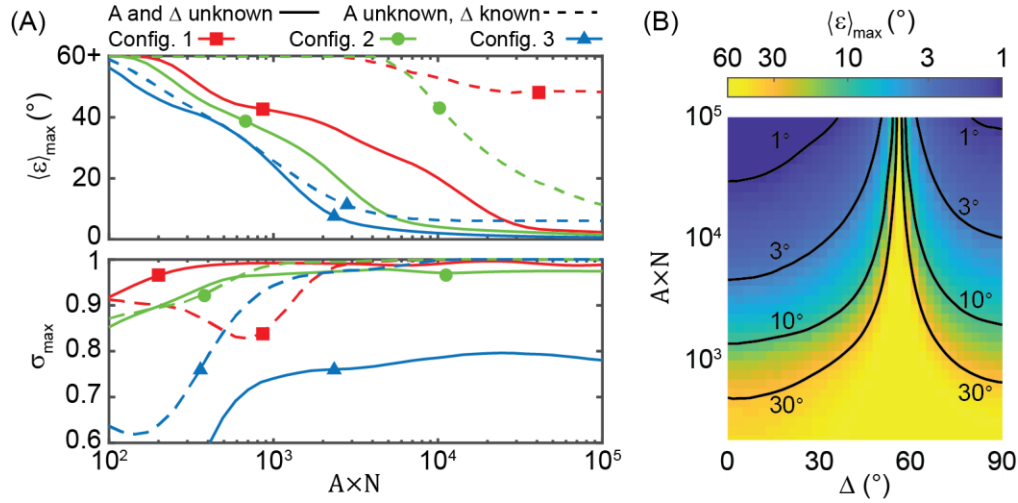 (A)
A and Δ unknown
A unknown, Δ known
Config. 1
Config. 2
Config. 3
60+
40
20
0
⟨ε⟩max (°)
1
0.9
0.8
0.7
0.6
σmax
10² 10³ 10⁴ 10⁵
A×N
(B)
⟨ε⟩max (°)
60 30 10 3 1
10⁵
10⁴
10³
A×N
1°
1°
3°
3°
10°
10°
30°
30°
0 30 60 90
Δ (°)